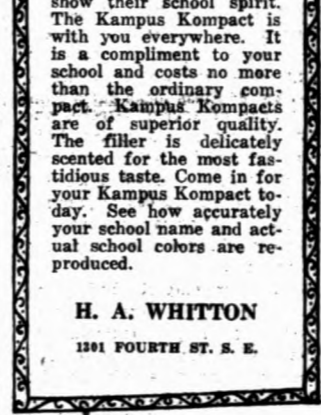 show their school spirit.
The Kampus Kompact is
with you everywhere. It
is a compliment to your
school and costs no more
than the ordinary com-
pact. Kampus Kompacts
are of superior quality.
The filler is delicately
scented for the most fas-
tidious taste. Come in for
your Kampus Kompact to-
day. See how accurately
your school name and act-
ual school colors are re-
produced.
H. A. WHITTON
1301 FOURTH ST. S. E.